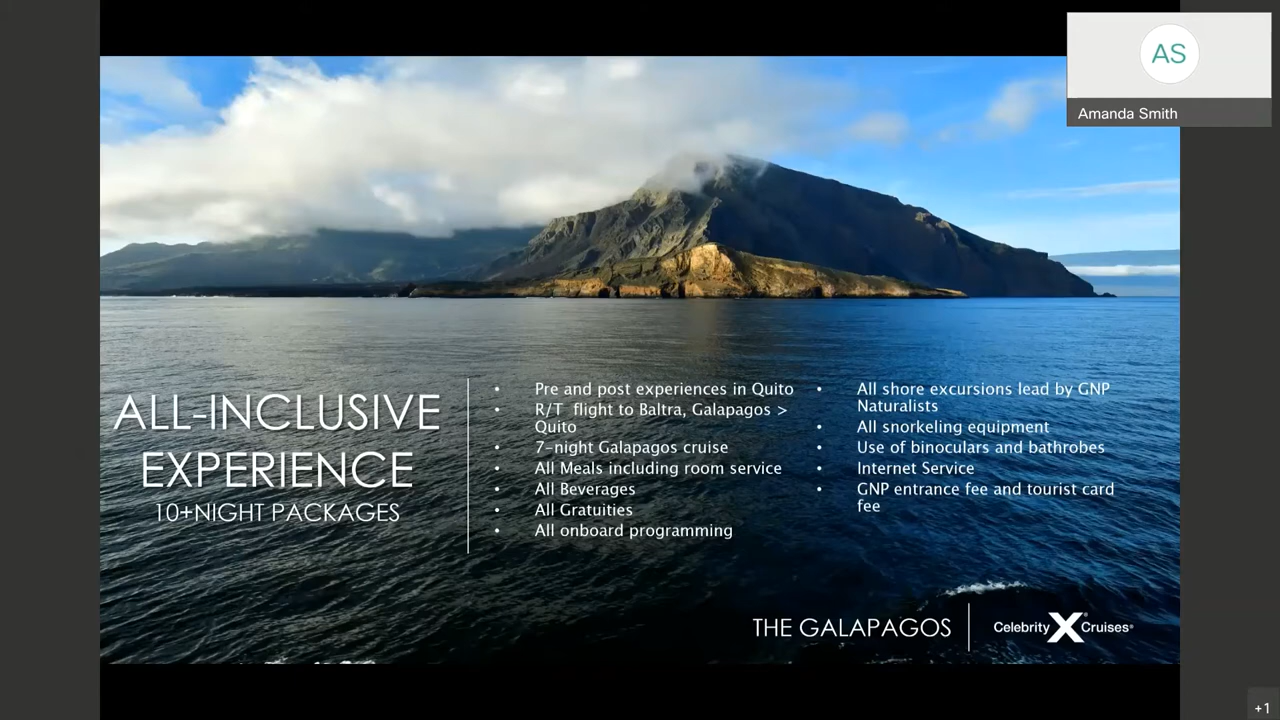 AS
Amanda Smith
ALL-INCLUSIVE
EXPERIENCE
10+NIGHT PACKAGES
• Pre and post experiences in Quito
• R/T flight to Baltra, Galapagos >
Quito
• 7-night Galapagos cruise
• All Meals including room service
• All Beverages
• All Gratuities
• All onboard programming
• All shore excursions lead by GNP
Naturalists
• All snorkeling equipment
• Use of binoculars and bathrobes
• Internet Service
• GNP entrance fee and tourist card
fee
THE GALAPAGOS
Celebrity X Cruises®
+1